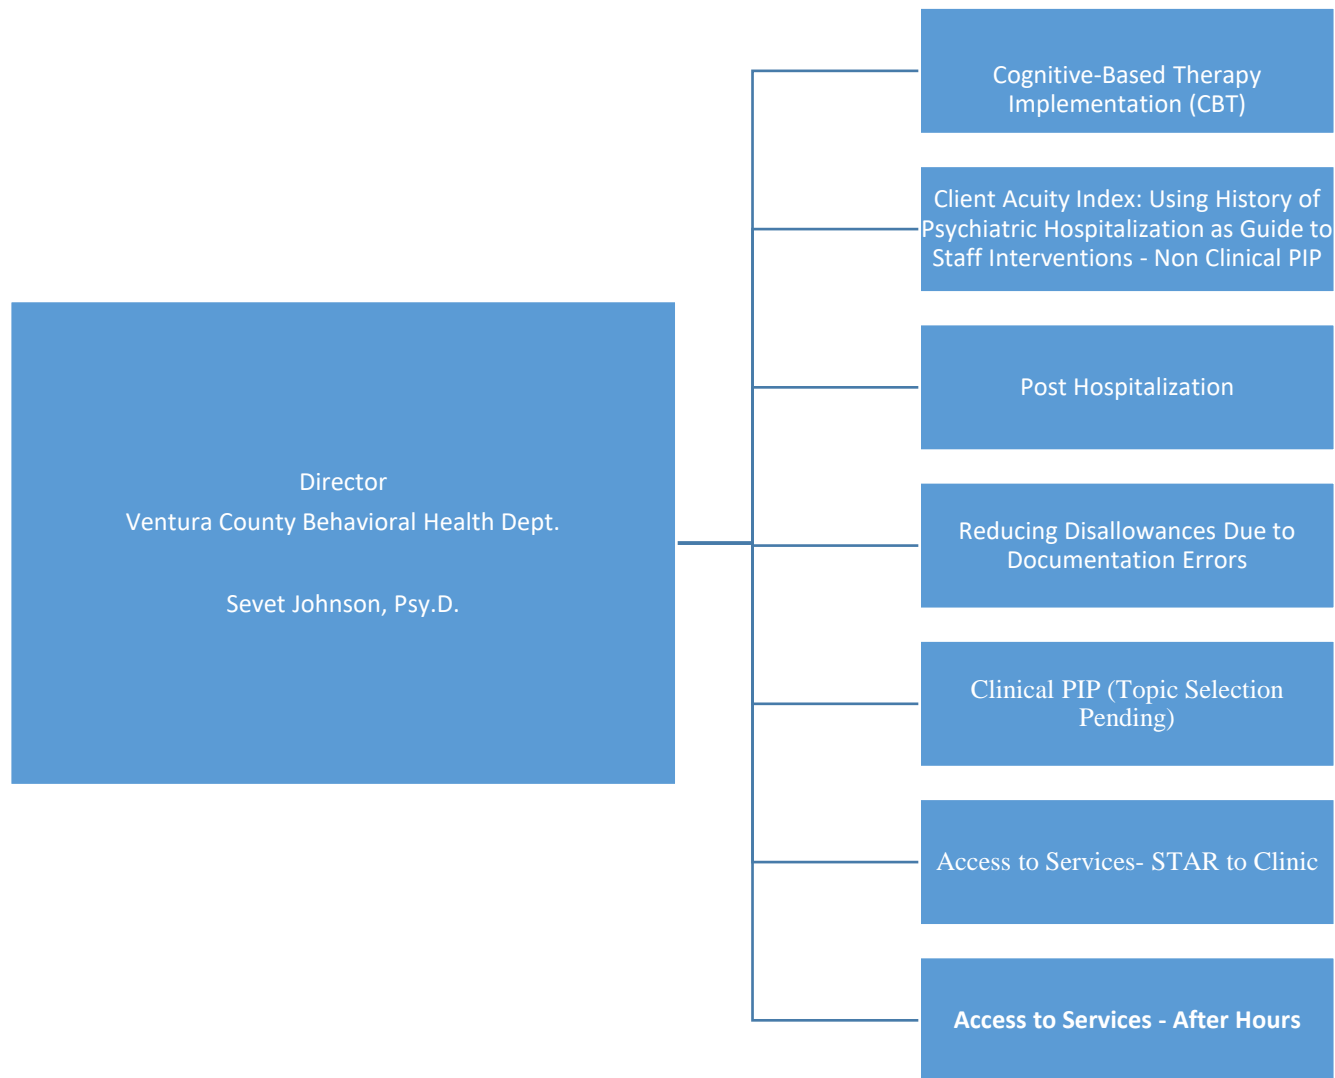 Director
Ventura County Behavioral Health Dept.
Sevet Johnson, Psy.D.
Cognitive-Based Therapy
Implementation (CBT)
Client Acuity Index: Using History of
Psychiatric Hospitalization as Guide to
Staff Interventions - Non Clinical PIP
Post Hospitalization
Reducing Disallowances Due to
Documentation Errors
Clinical PIP (Topic Selection
Pending)
Access to Services- STAR to Clinic
Access to Services - After Hours